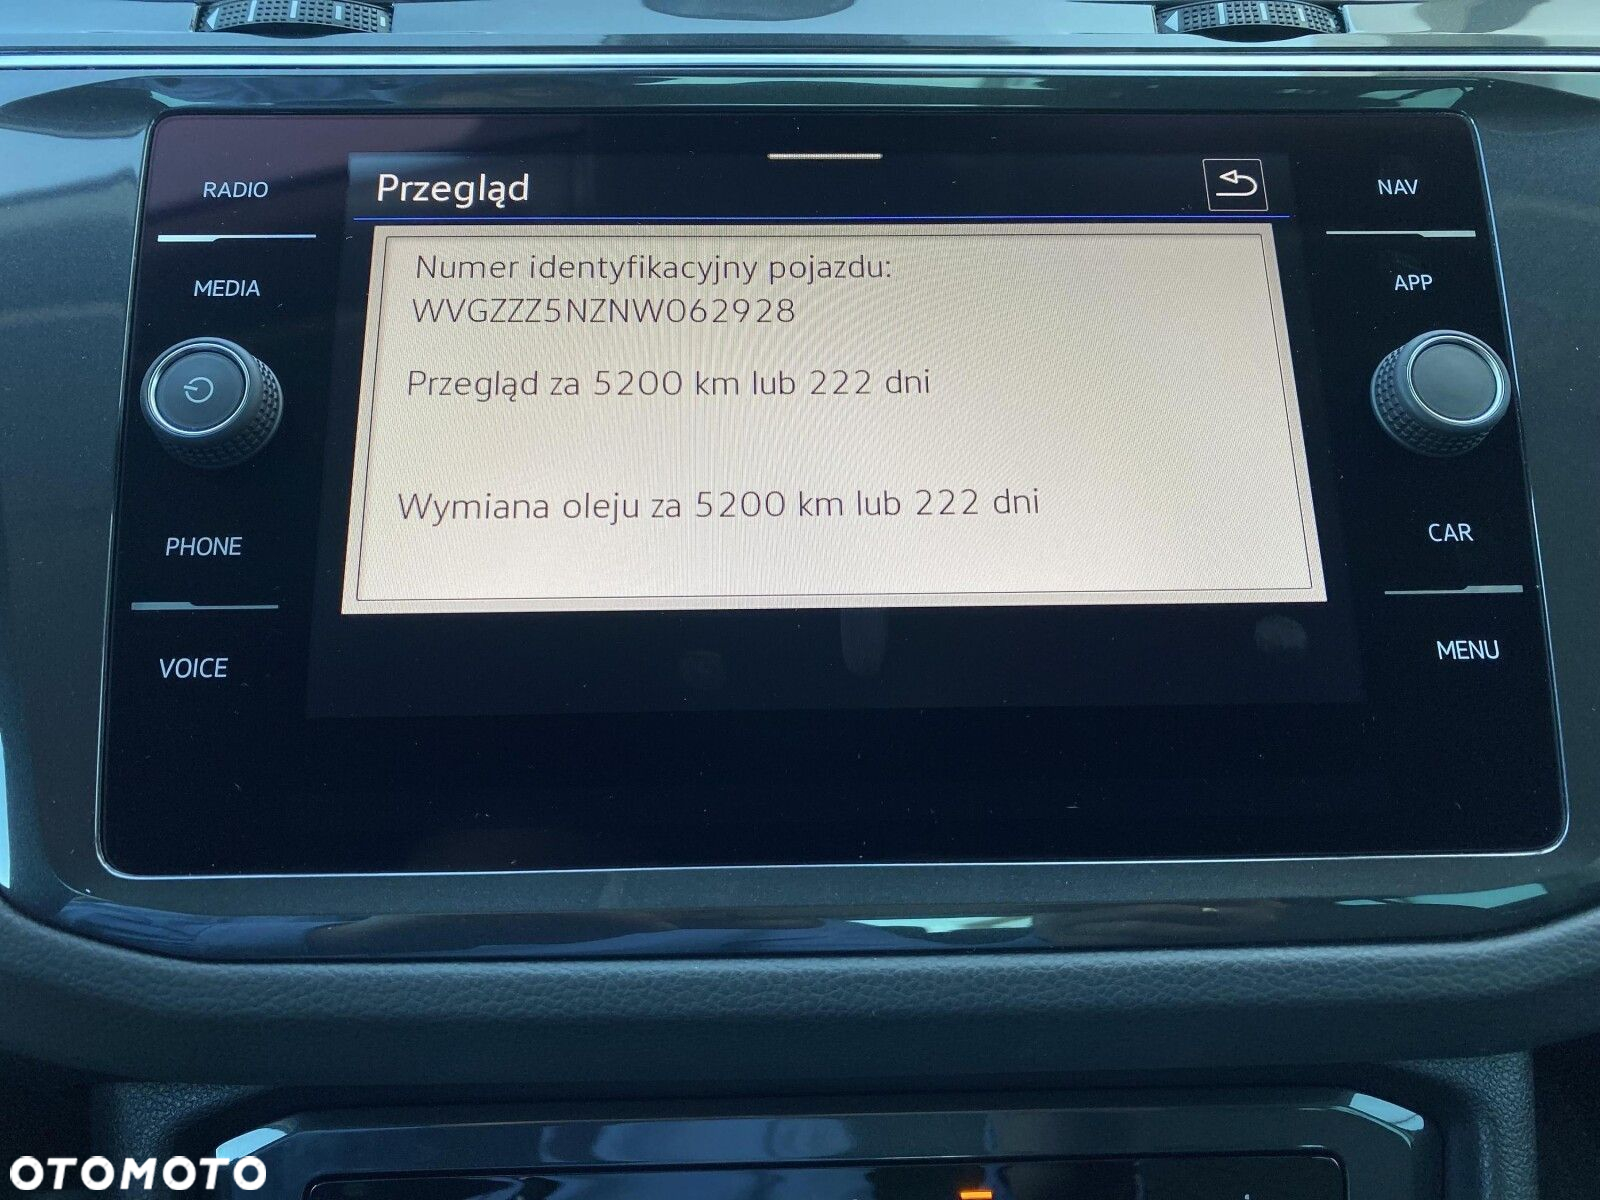 RADIO
MEDIA
PHONE
VOICE
Przegląd
Numer identyfikacyjny pojazdu:
WVGZZZ5NZNW062928
Przegląd za 5200 km lub 222 dni
Wymiana oleju za 5200 km lub 222 dni
NAV
APP
CAR
MENU
OTOMOTO